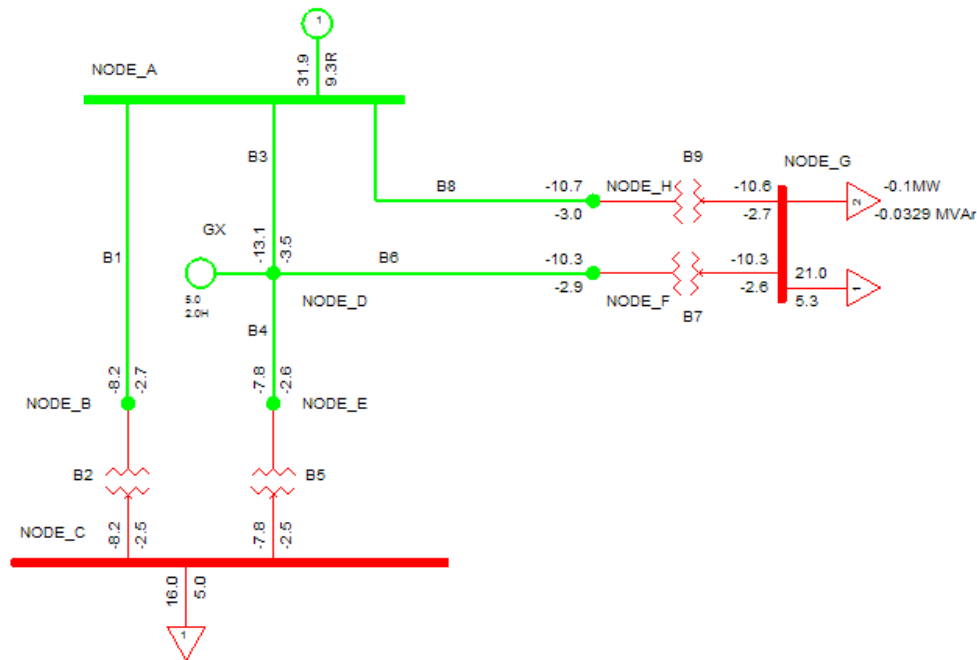 1
31.9
9.3R
NODE_A
B3
B9
NODE_G
B8
-10.7
NODE_H
-10.6
-0.1MW
-3.0
-2.7
2
-0.0329 MVAr
GX
-13.1
-3.5
B1
B6
-10.3
-10.3
21.0
5.0
2.0H
NODE_D
-2.9
NODE_F
-2.6
5.3
1
B4
B7
-8.2
-2.7
-7.8
-2.6
NODE_B
NODE_E
B2
B5
NODE_C
-8.2
-2.5
-7.8
-2.5
16.0
5.0
1